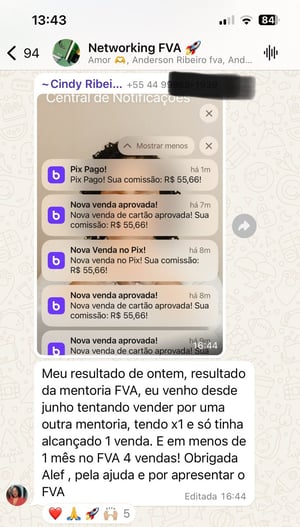 13:43
84
94
Networking FVA 🚀
Amor 🫶, Anderson Ribeiro fva, And...
~Cindy Ribei...
+55 44 99
Central de Notificações
Mostrar menos
Pix Pago!
há 1m
Pix Pago! Sua comissão: R$ 55,66!
Nova venda aprovada!
há 7m
Nova venda de cartão aprovada! Sua
comissão: R$ 55,66!
Nova Venda no Pix!
há 8m
Nova venda no Pix! Sua comissão:
R$ 55,66!
Nova venda aprovada!
há 8m
Nova venda de cartão aprovada! Sua
comissão: R$ 55,66!
Nova venda aprovada!
Nova venda de cartão aprovada! Sua
16:44
Meu resultado de ontem, resultado
da mentoria FVA, eu venho desde
junho tentando vender por uma
outra mentoria, tendo x1 e só tinha
alcançado 1 venda. E em menos de
1 mês no FVA 4 vendas! Obrigada
Alef , pela ajuda e por apresentar o
FVA
Editada 16:44
❤️ 🙏 🚀 🙌🏼 5